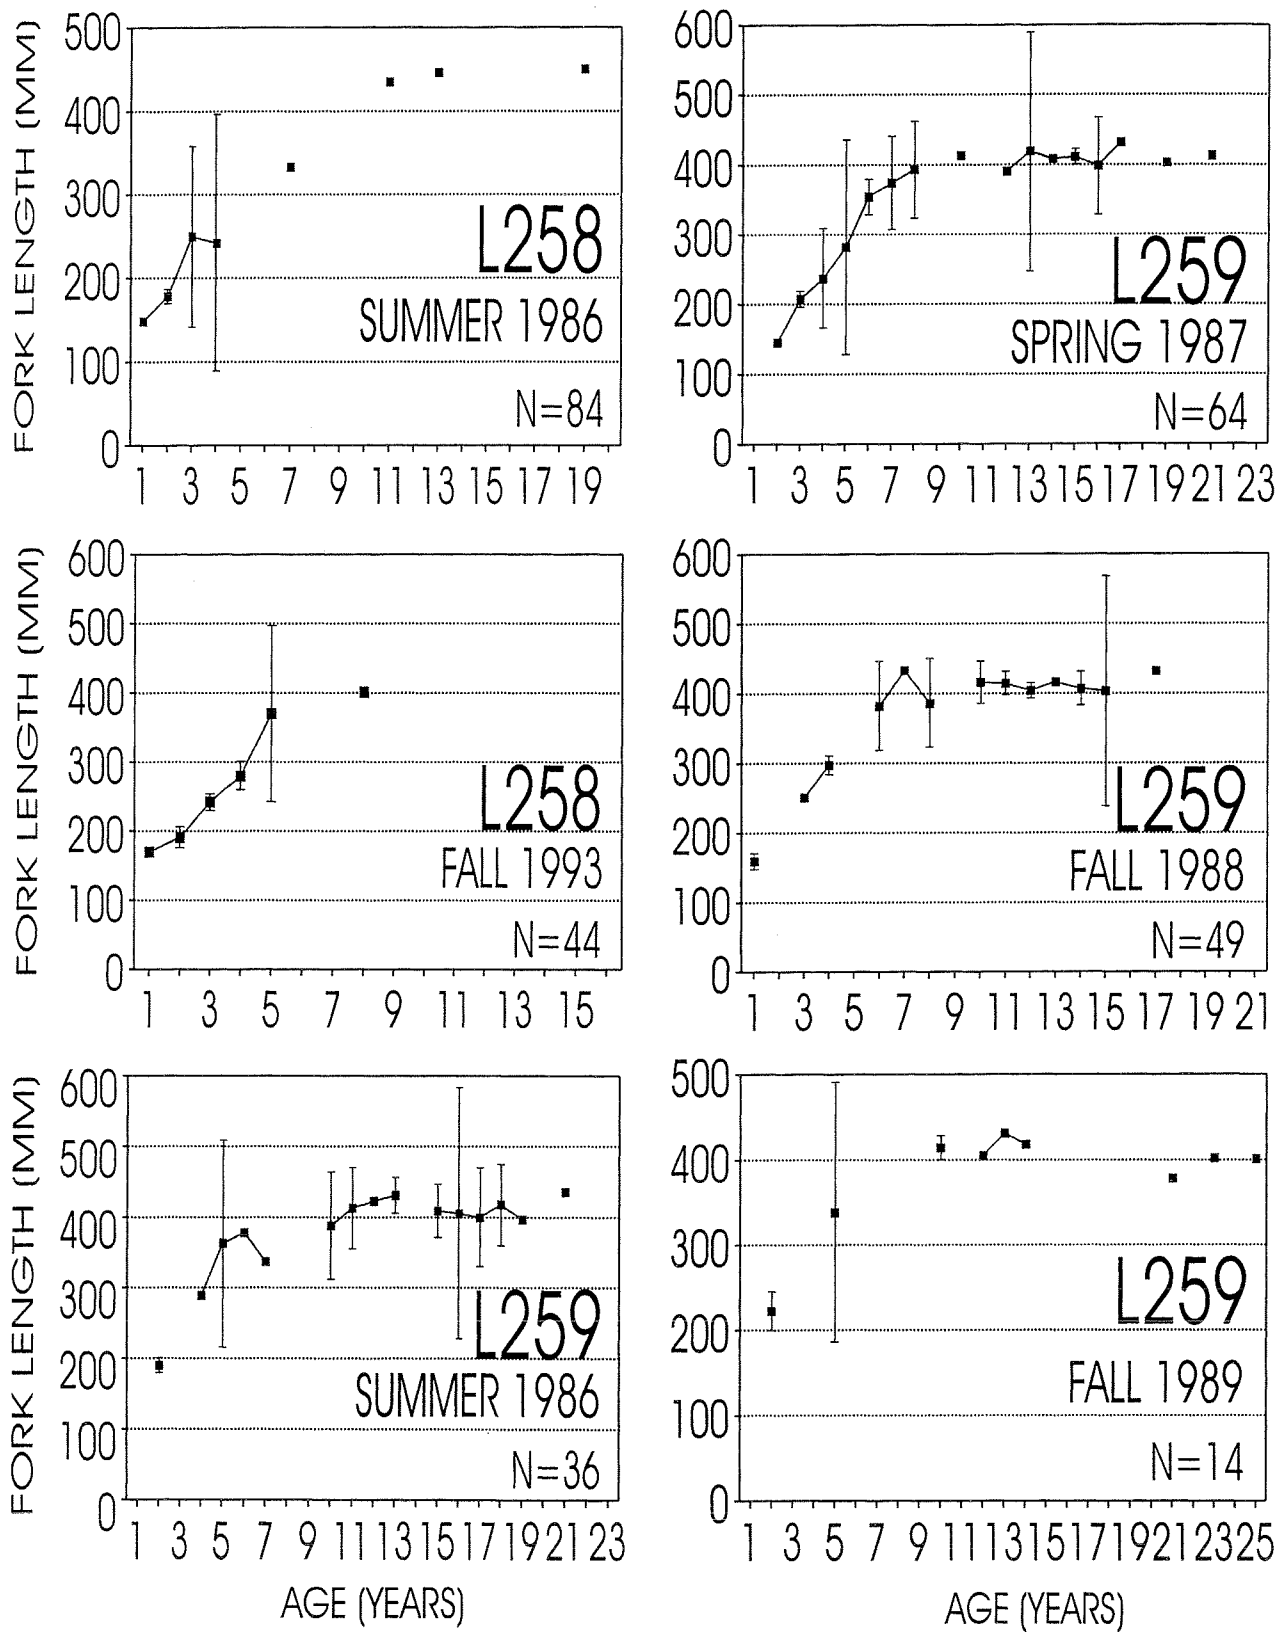 FORK LENGTH (MM)
500
400
300
200
100
0
L258
SUMMER 1986
N=84
1 3 5 7 9 11 13 15 17 19
600
500
400
300
200
100
0
L259
SPRING 1987
N=64
1 3 5 7 9 11 13 15 17 19 21 23
FORK LENGTH (MM)
600
500
400
300
200
100
0
L258
FALL 1993
N=44
1 3 5 7 9 11 13 15
600
500
400
300
200
100
0
L259
FALL 1988
N=49
1 3 5 7 9 11 13 15 17 19 21
FORK LENGTH (MM)
600
500
400
300
200
100
0
L259
SUMMER 1986
N=36
1 3 5 7 9 11 13 15 17 19 21 23
AGE (YEARS)
500
400
300
200
100
0
L259
FALL 1989
N=14
1 3 5 7 9 11 13 15 17 19 21 23 25
AGE (YEARS)